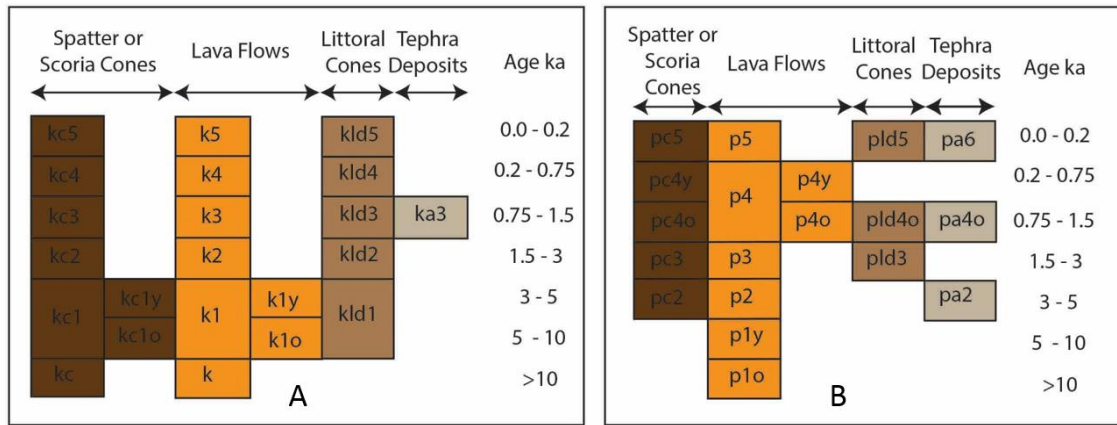 Spatter or
Scoria Cones
Lava Flows
Littoral
Cones
Tephra
Deposits
Age ka
kc5
k5
kld5
0.0 - 0.2
kc4
k4
kld4
0.2 - 0.75
kc3
k3
kld3
ka3
0.75 - 1.5
kc2
k2
kld2
1.5 - 3
kc1
kc1y
k1
k1y
kld1
3 - 5
kc1o
k1o
5 - 10
kc
k
>10
A
Spatter or
Scoria
Cones
Lava Flows
Littoral
Cones
Tephra
Deposits
Age ka
pc5
p5
pld5
pa6
0.0 - 0.2
pc4y
p4
p4y
0.2 - 0.75
pc4o
p4o
pld4o
pa4o
0.75 - 1.5
pc3
p3
pld3
1.5 - 3
pc2
p2
pa2
3 - 5
p1y
5 - 10
p1o
>10
B